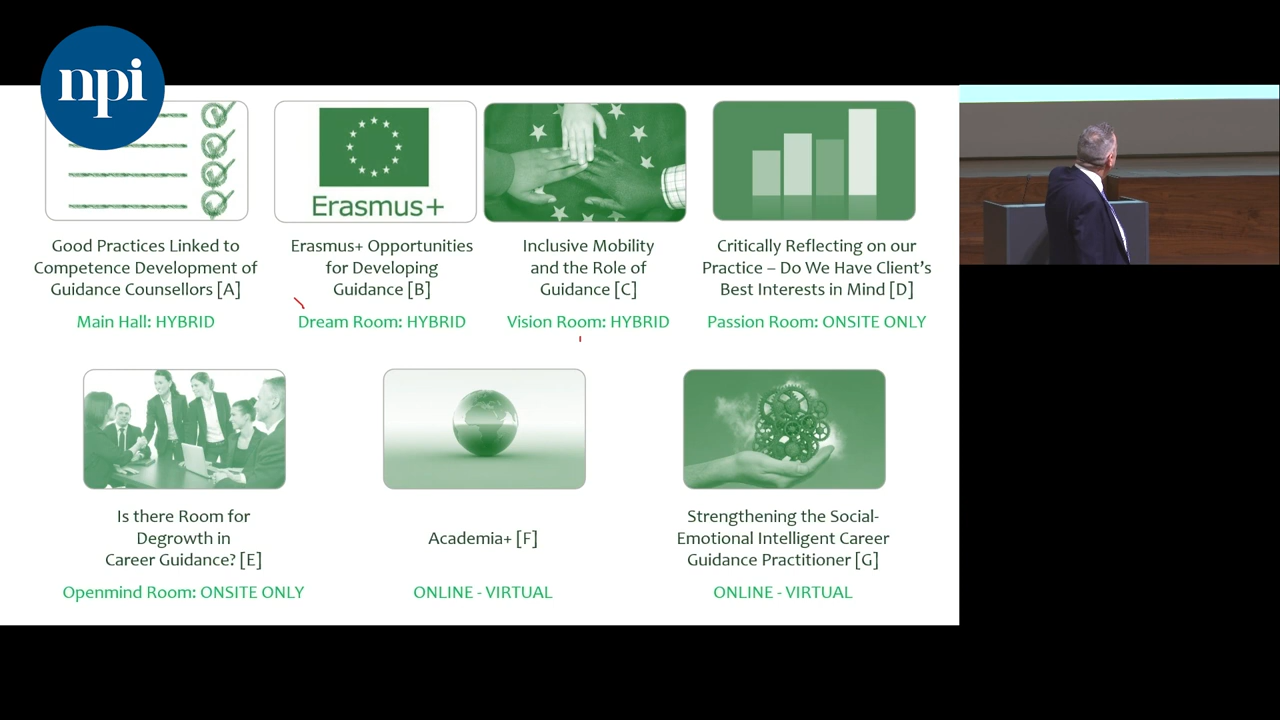 npi
Erasmus+
Good Practices Linked to
Competence Development of
Guidance Counsellors [A]
Main Hall: HYBRID
Erasmus+ Opportunities
for Developing
Guidance [B]
Dream Room: HYBRID
Inclusive Mobility
and the Role of
Guidance [C]
Vision Room: HYBRID
Critically Reflecting on our
Practice – Do We Have Client’s
Best Interests in Mind [D]
Passion Room: ONSITE ONLY
Is there Room for
Degrowth in
Career Guidance? [E]
Openmind Room: ONSITE ONLY
Academia+ [F]
ONLINE - VIRTUAL
Strengthening the Social-
Emotional Intelligent Career
Guidance Practitioner [G]
ONLINE - VIRTUAL